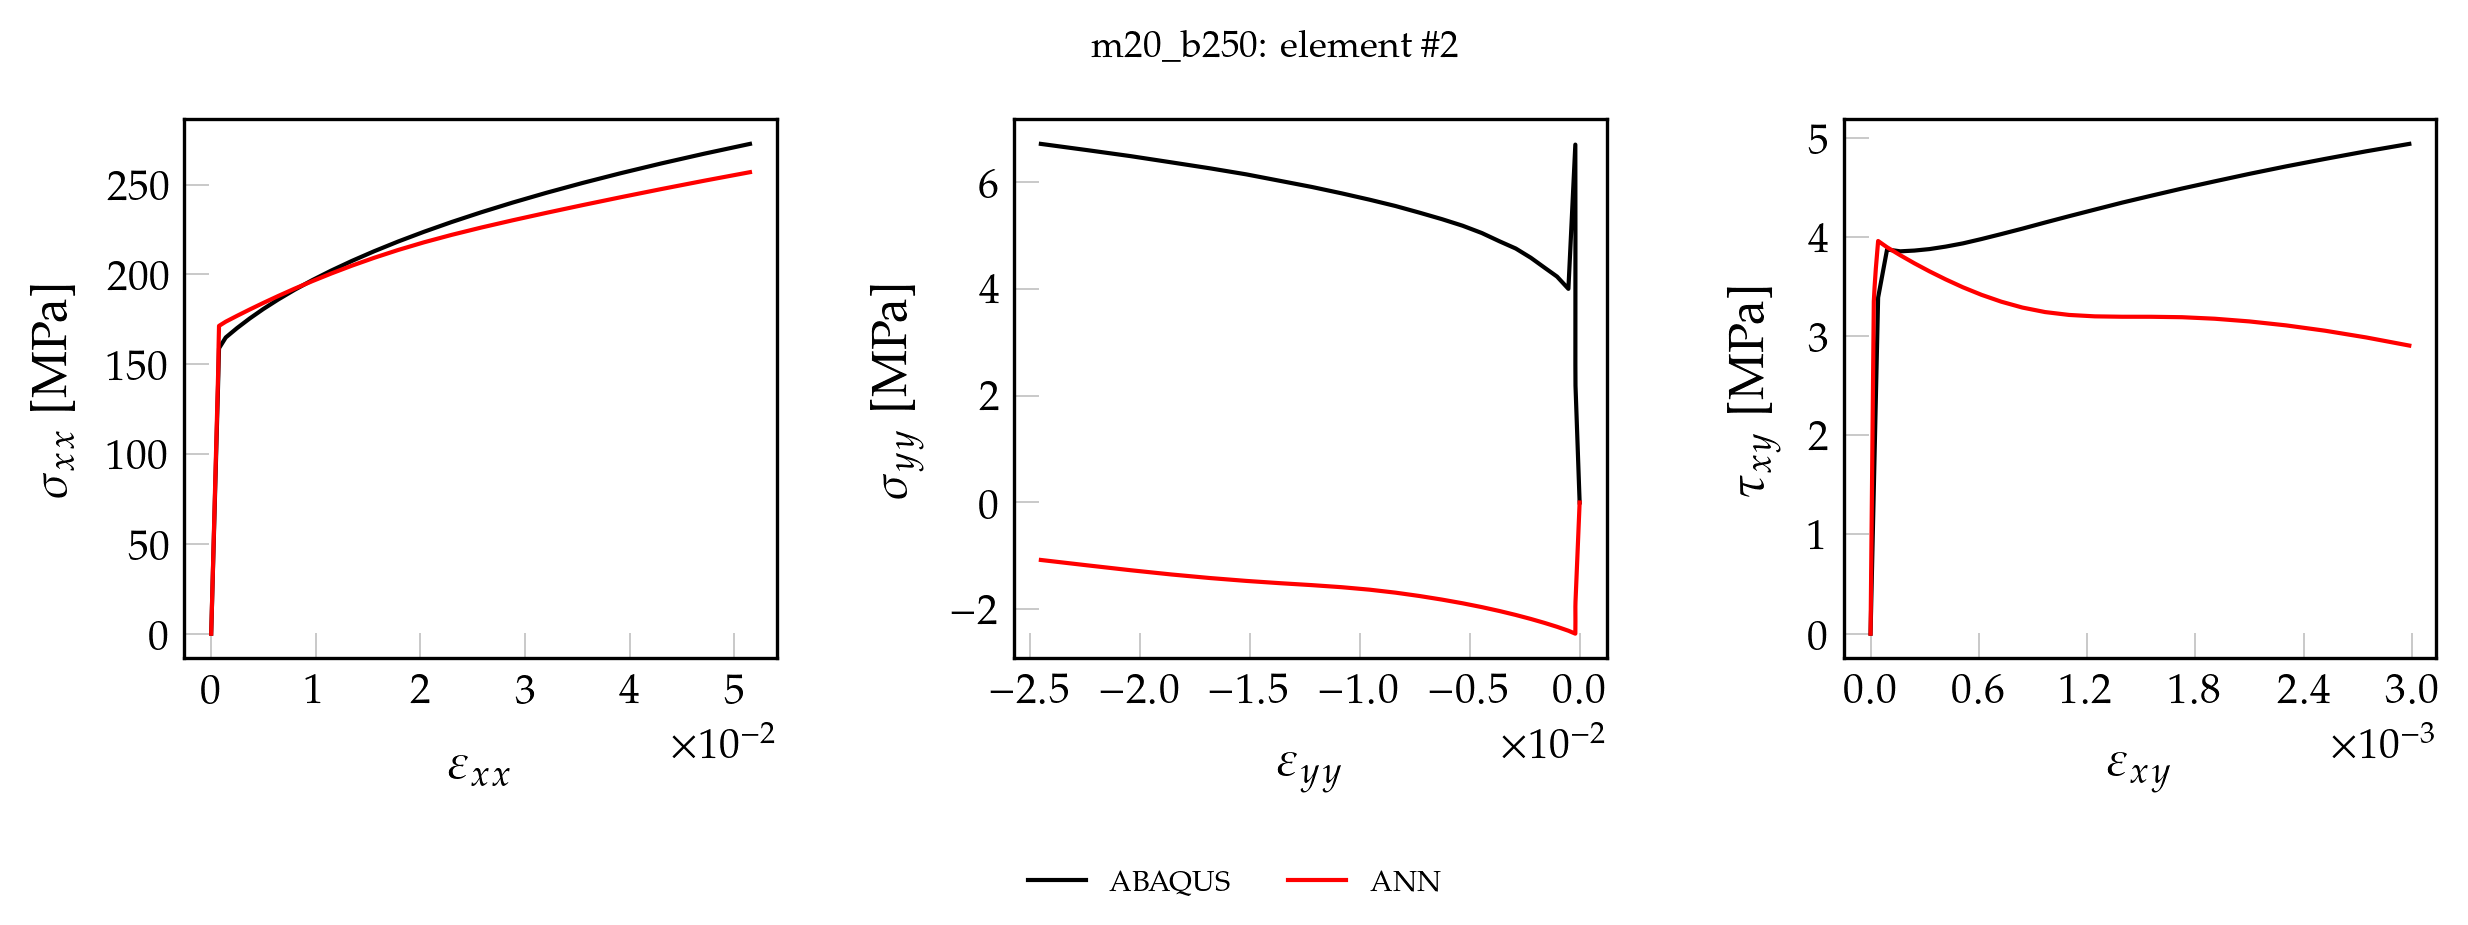 m20_b250: element #2
σxx [MPa]
250
200
150
100
50
0
0 1 2 3 4 5
×10−2
εxx
σyy [MPa]
6
4
2
0
−2
−2.5 −2.0 −1.5 −1.0 −0.5 0.0
×10−2
εyy
τxy [MPa]
5
4
3
2
1
0
0.0 0.6 1.2 1.8 2.4 3.0
×10−3
εxy
ABAQUS ANN